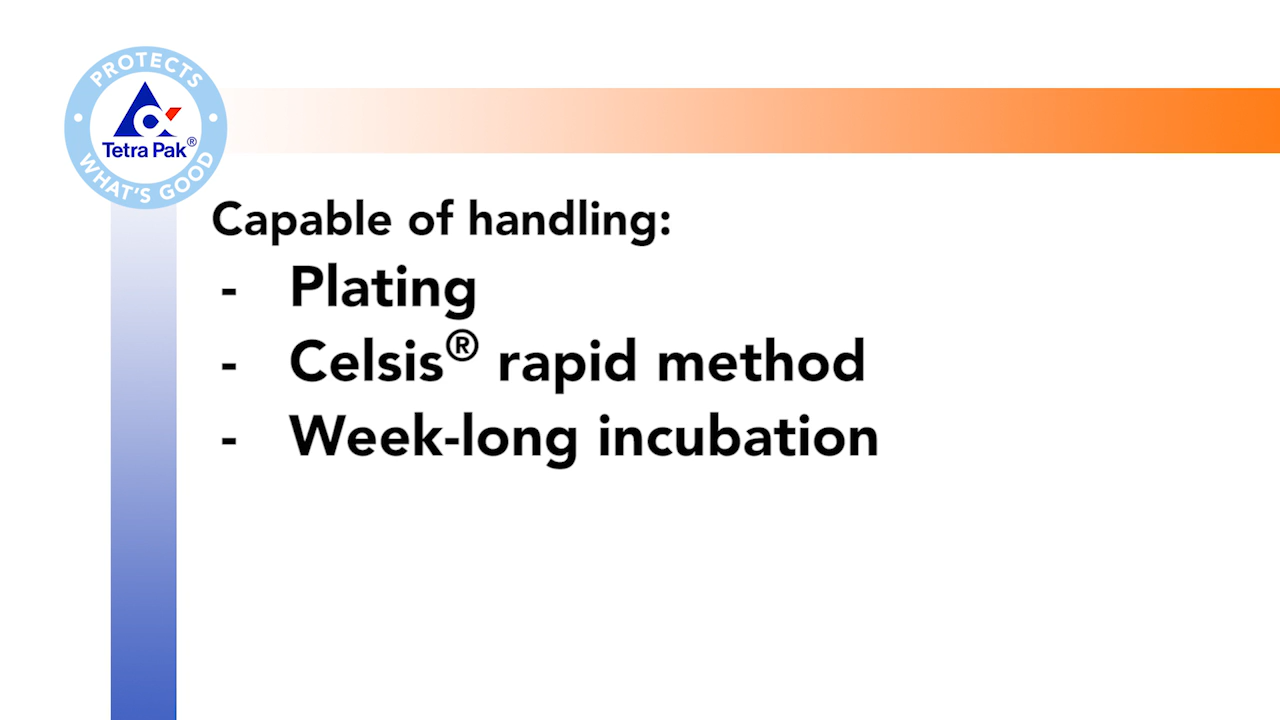 PROTECTS
Tetra Pak®
WHAT'S GOOD
Capable of handling:
- Plating
- Celsis® rapid method
- Week-long incubation